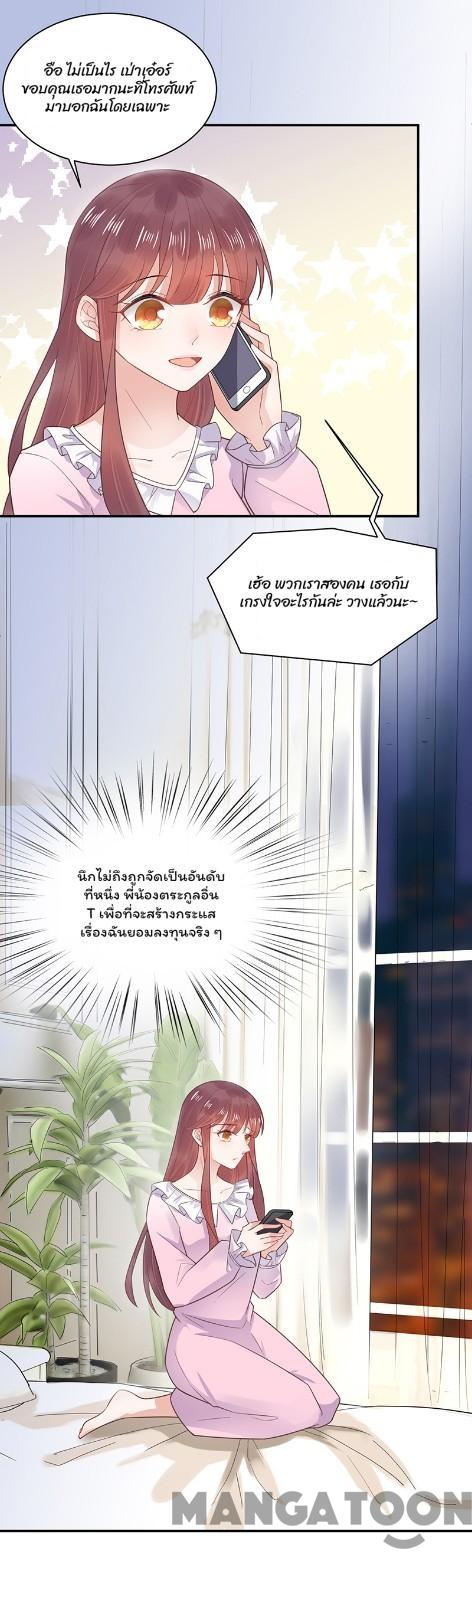 อือ ไม่เป็นไร เป่าเอ๋อร์
ขอบคุณเธอมากนะที่โทรศัพท์
มาบอกฉันโดยเฉพาะ
เฮ้อ พวกเราสองคน เธอกับ
เกรงใจอะไรกันล่ะ วางแล้วนะ~
นึกไม่ถึงถูกจัดเป็นอันดับ
ที่หนึ่ง พี่น้องตระกูลอื่น
T เพื่อที่จะสร้างกระแส
เรื่องฉันยอมลงทุนจริง ๆ
MANGATOON